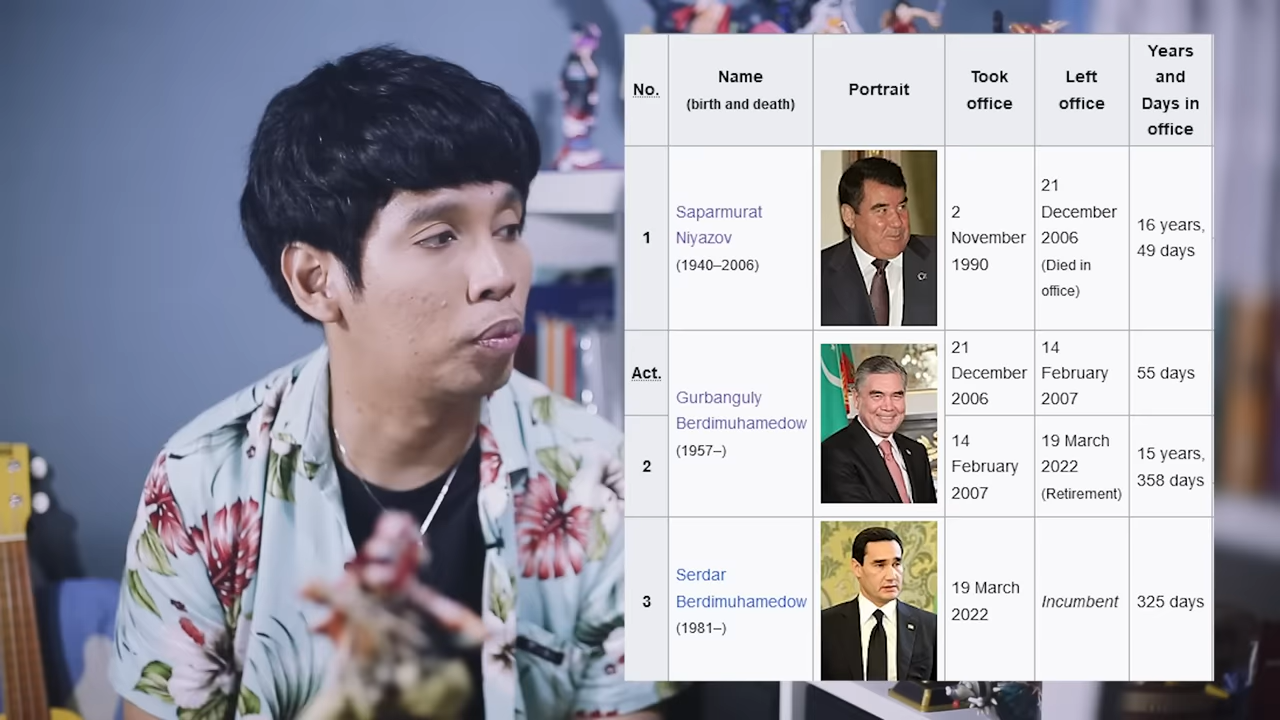 No.
Name
(birth and death)
Portrait
Took
office
Left
office
Years
and
Days in
office
1
Saparmurat
Niyazov
(1940–2006)
2
November
1990
21
December
2006
(Died in
office)
16 years,
49 days
Act.
Gurbanguly
Berdimuhamedow
(1957–)
21
December
2006
14
February
2007
55 days
2
14
February
2007
19 March
2022
(Retirement)
15 years,
358 days
3
Serdar
Berdimuhamedow
(1981–)
19 March
2022
Incumbent
325 days